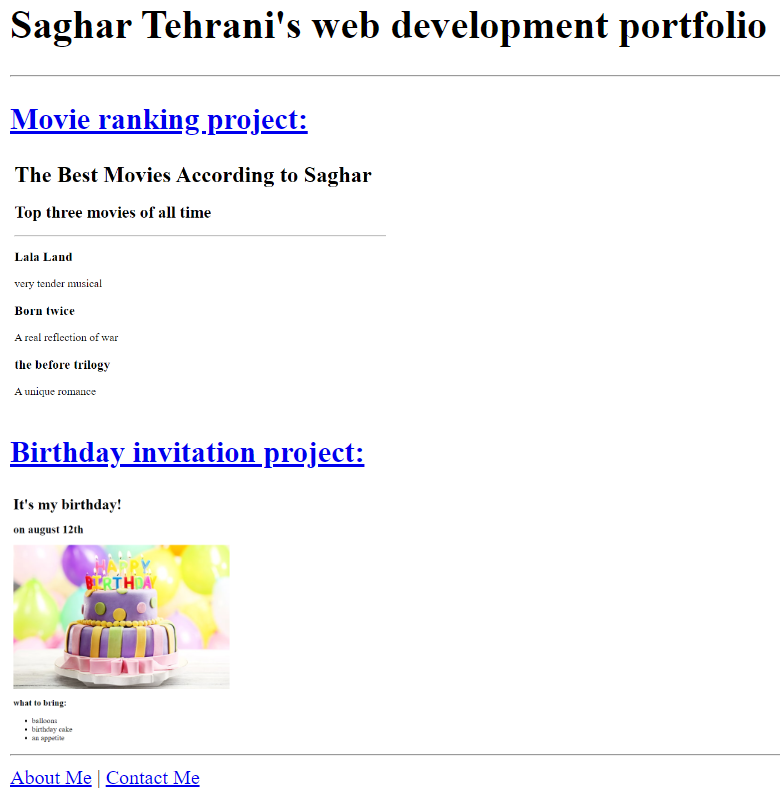 Saghar Tehrani's web development portfolio
Movie ranking project:
The Best Movies According to Saghar
Top three movies of all time
Lala Land
very tender musical
Born twice
A real reflection of war
the before trilogy
A unique romance
Birthday invitation project:
It's my birthday!
on august 12th
HAPPY
BIRTHDAY
what to bring:
• balloons
• birthday cake
• an appetite
About Me | Contact Me